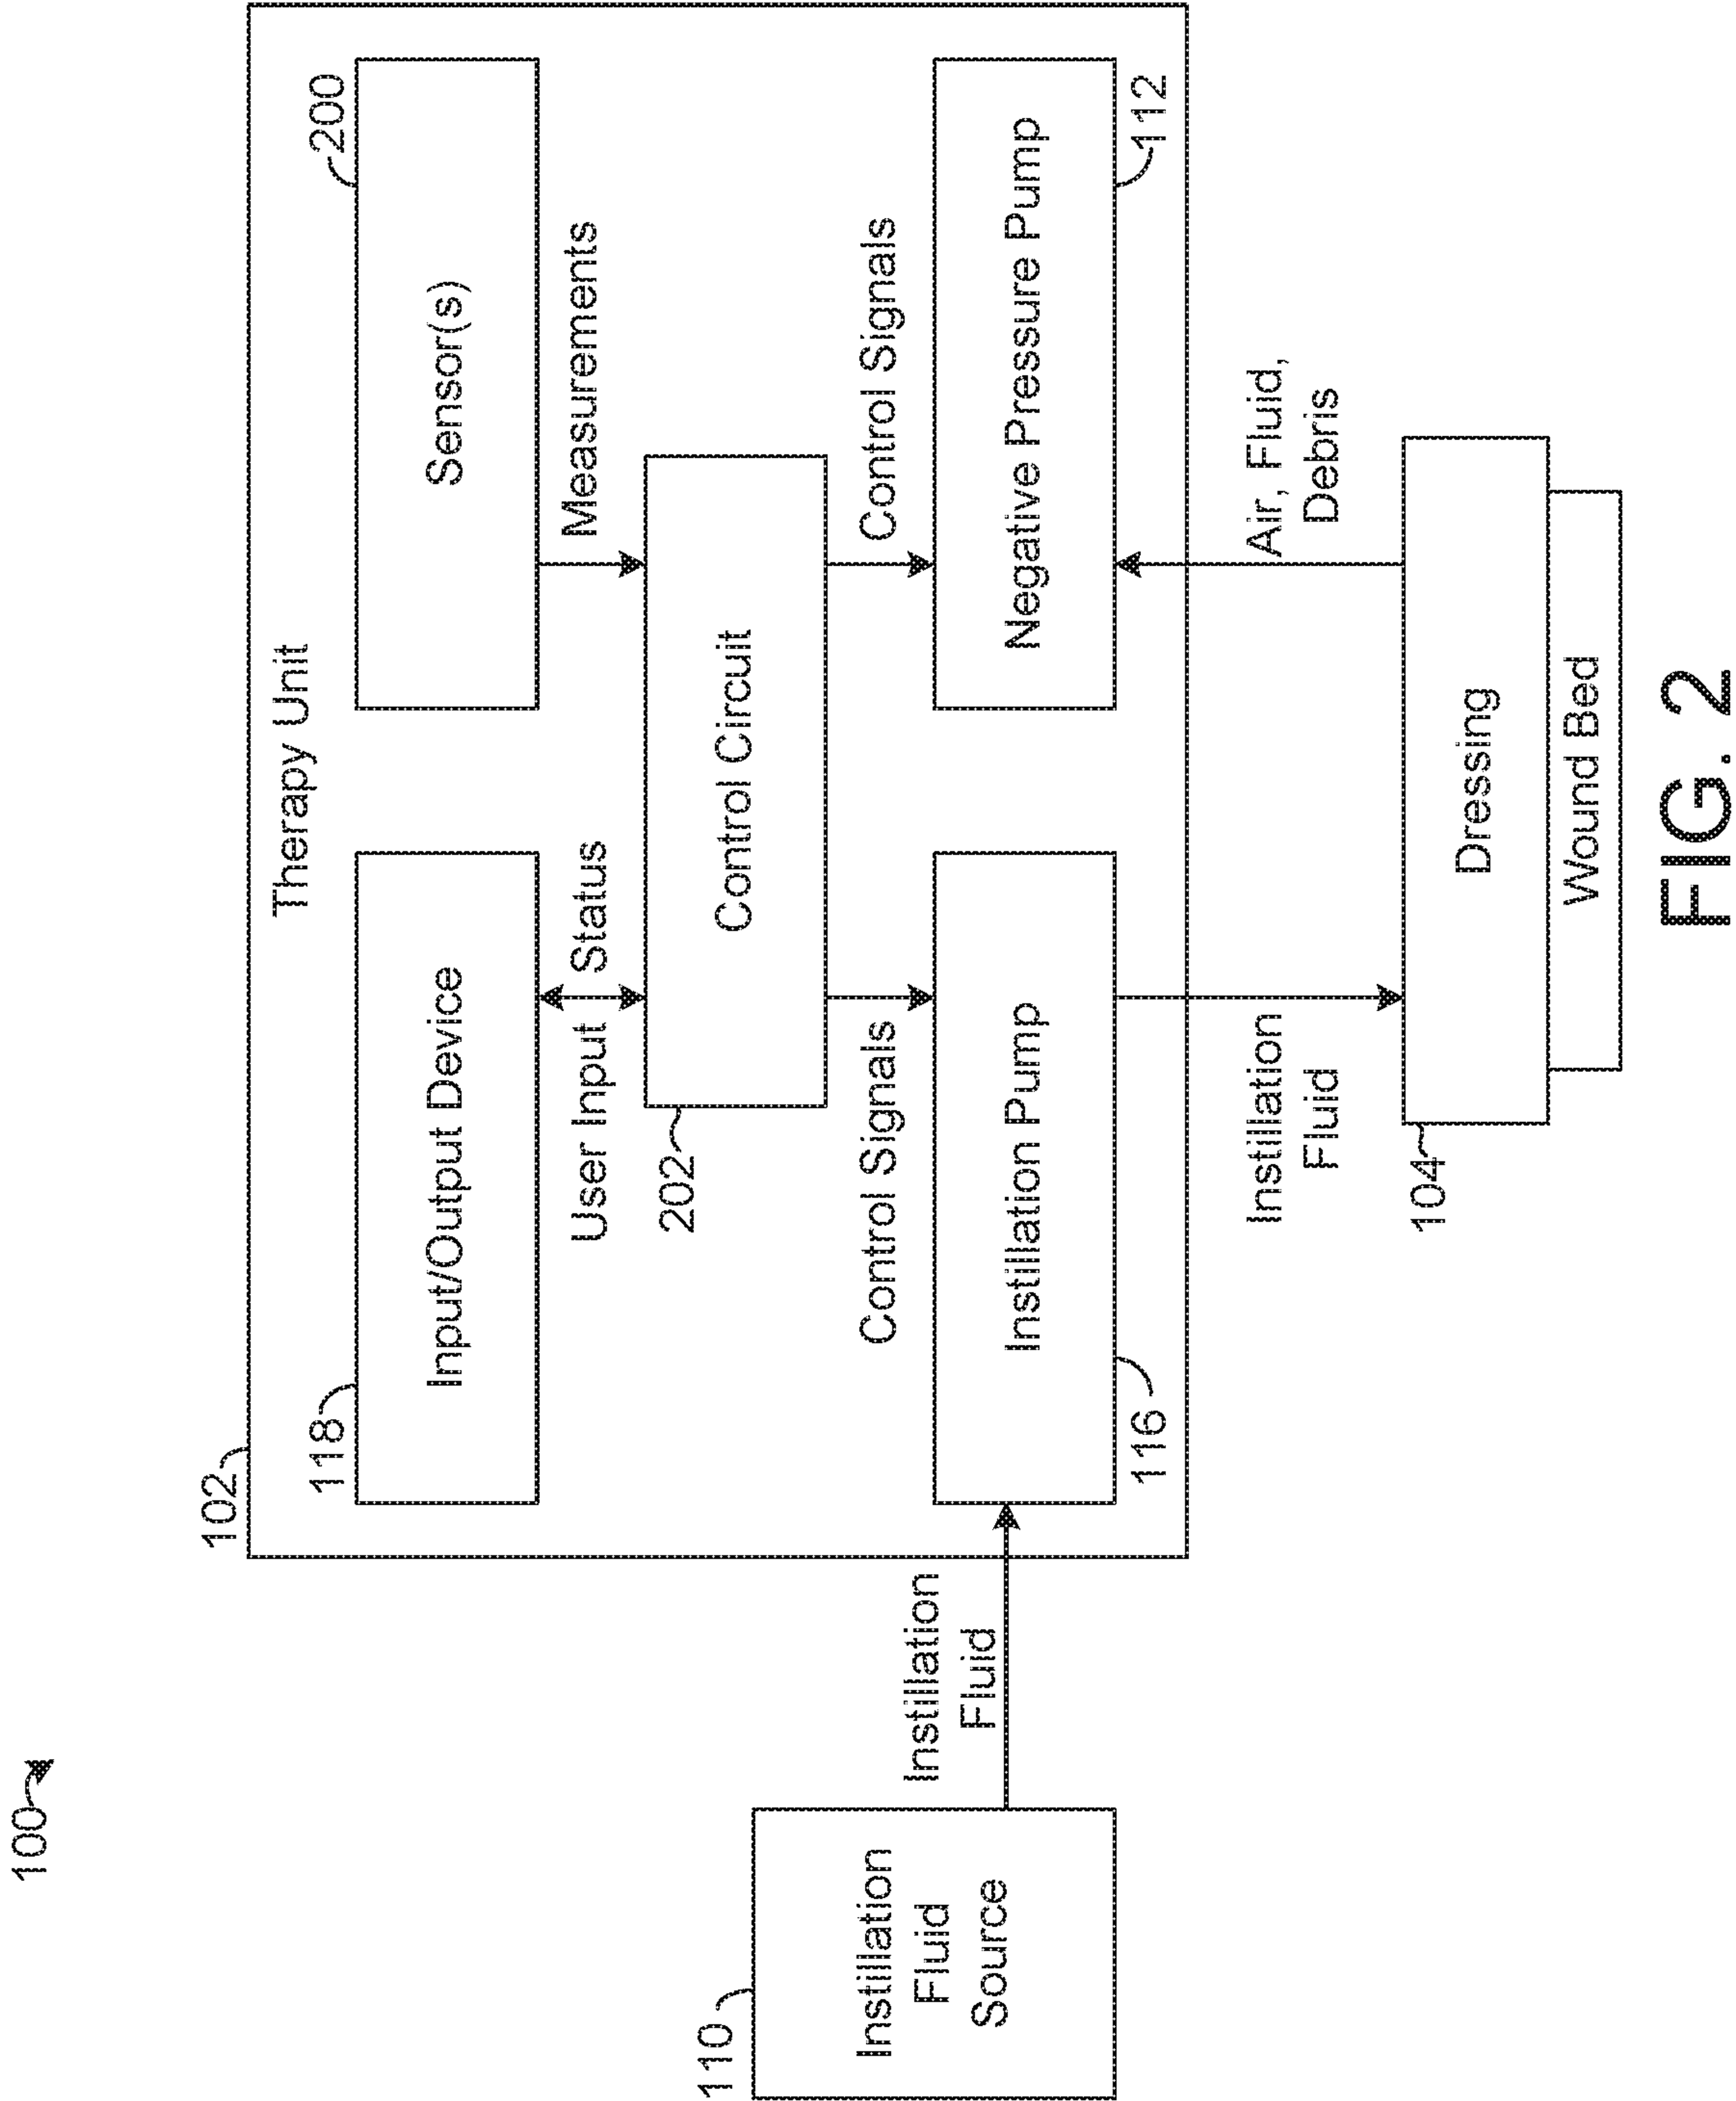 100
102
Therapy Unit
118
Input/Output Device
200
Sensor(s)
User Input
Status
Measurements
202
Control Circuit
Control Signals
Control Signals
110
Instillation
Fluid
Source
Instillation
Fluid
Instillation Pump
116
Negative Pressure Pump
112
Instillation
Fluid
Air, Fluid,
Debris
104
Dressing
Wound Bed
FIG. 2